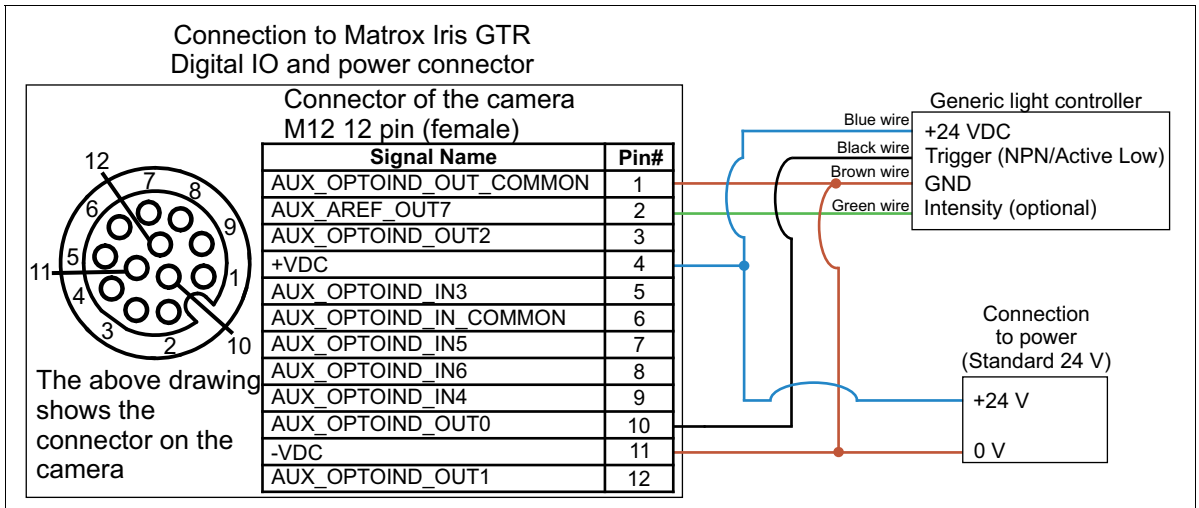 Connection to Matrox Iris GTR
Digital IO and power connector
Connector of the camera
M12 12 pin (female)
Signal Name Pin#
AUX_OPTOIND_OUT_COMMON 1
AUX_AREF_OUT7 2
AUX_OPTOIND_OUT2 3
+VDC 4
AUX_OPTOIND_IN3 5
AUX_OPTOIND_IN_COMMON 6
AUX_OPTOIND_IN5 7
AUX_OPTOIND_IN6 8
AUX_OPTOIND_IN4 9
AUX_OPTOIND_OUT0 10
-VDC 11
AUX_OPTOIND_OUT1 12
12
7
8
6
9
5
11
1
4
3
2
10
The above drawing
shows the
connector on the
camera
Generic light controller
Blue wire +24 VDC
Black wire Trigger (NPN/Active Low)
Brown wire GND
Green wire Intensity (optional)
Connection
to power
(Standard 24 V)
+24 V
0 V